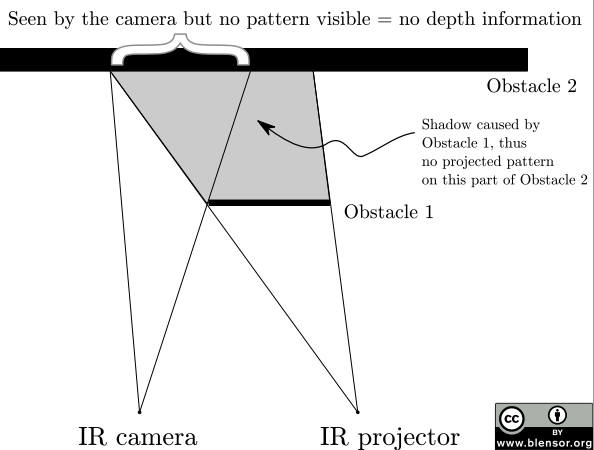 Seen by the camera but no pattern visible = no depth information
Obstacle 2
Shadow caused by
Obstacle 1, thus
no projected pattern
on this part of Obstacle 2
Obstacle 1
IR camera
IR projector
cc
BY
www.blensor.org